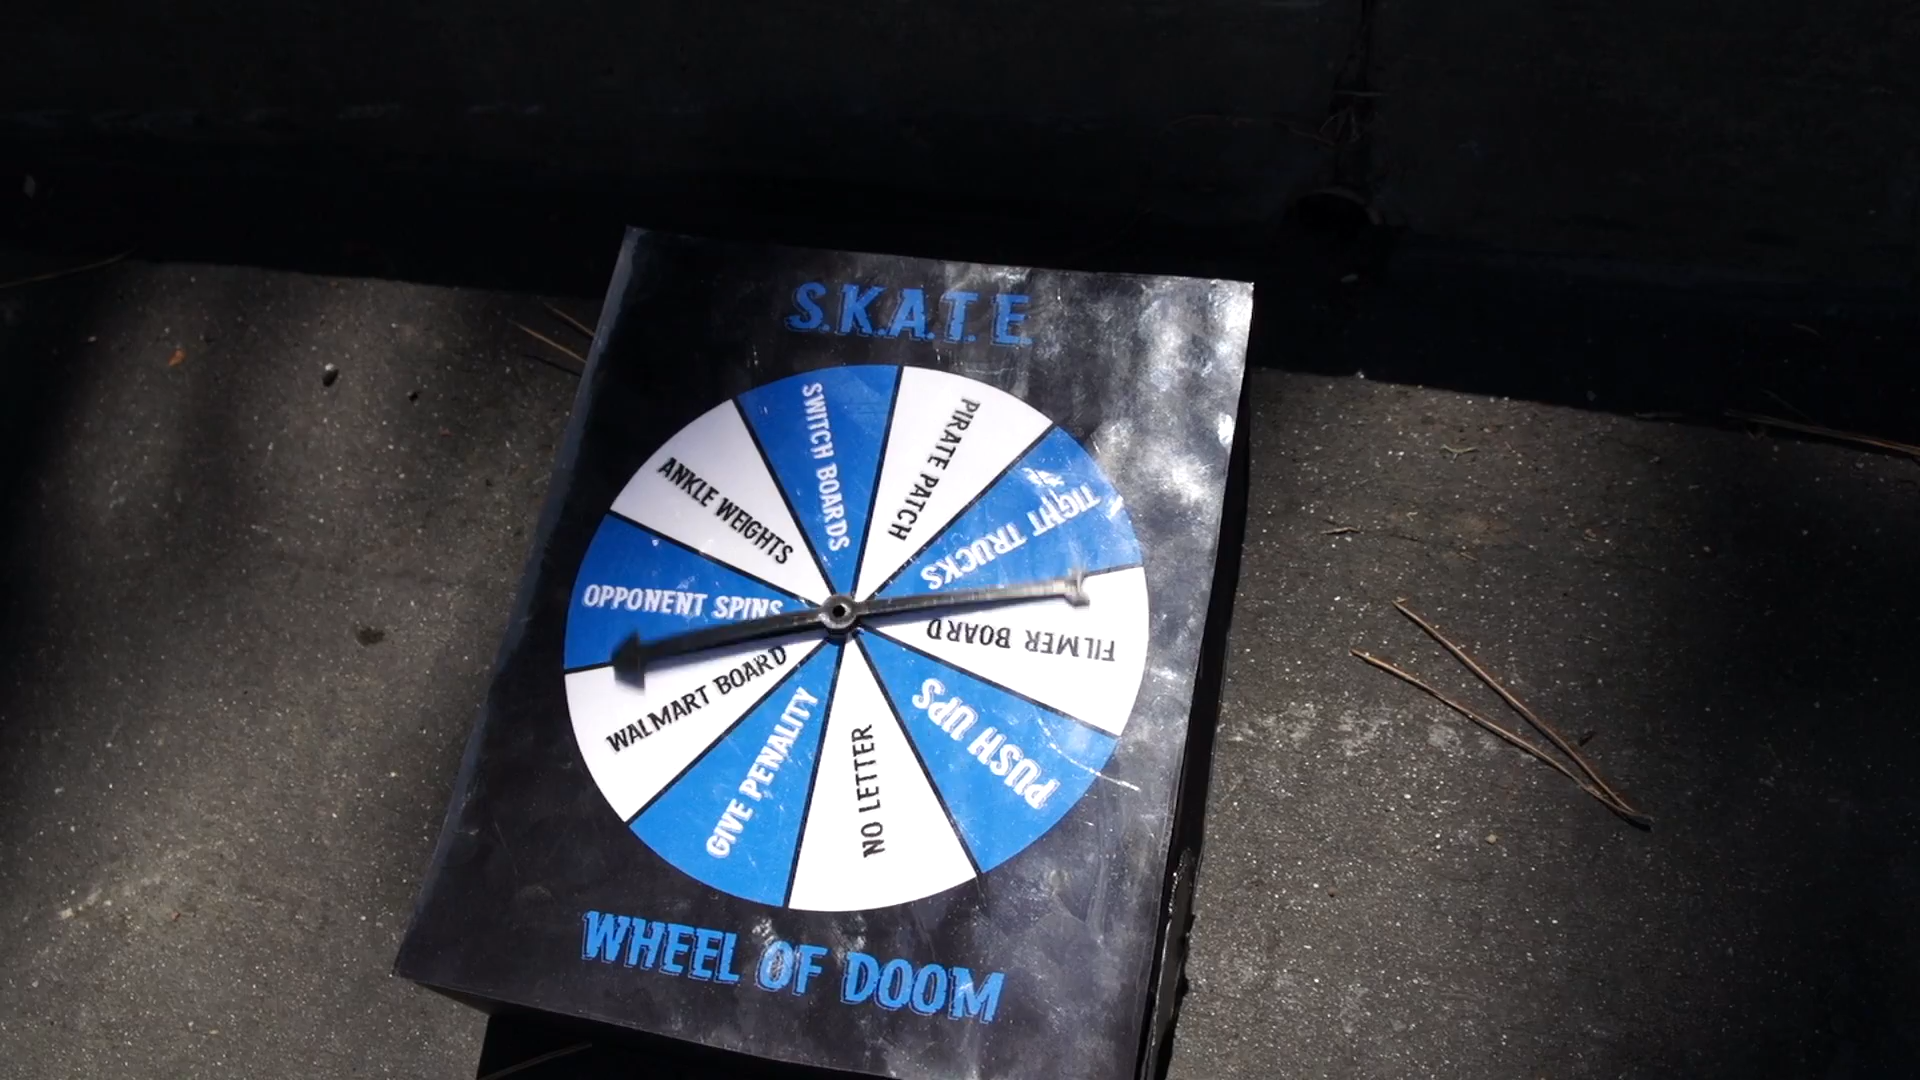 S.K.A.T.E.
SWITCH BOARDS
PIRATE PATCH
TIGHT TRUCKS
FILMER BOARD
PUSH UPS
NO LETTER
GIVE PENALITY
WALMART BOARD
OPPONENT SPINS
ANKLE WEIGHTS
WHEEL OF DOOM